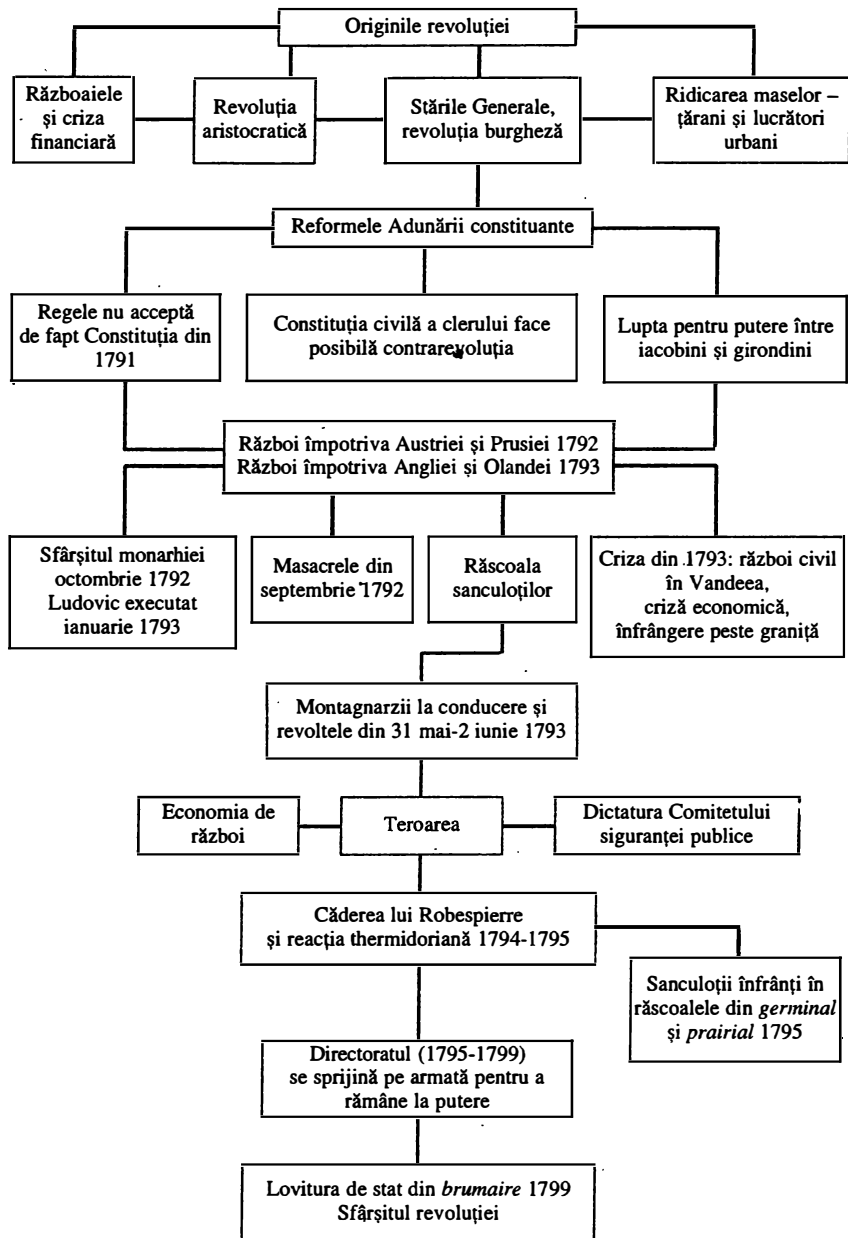 Originile revoluției
Războaiele
și criza
financiară
Revoluția
aristocratică
Stările Generale,
revoluția burgheză
Ridicarea maselor –
țărani și lucrători
urbani
Reformele Adunării constituante
Regele nu acceptă
de fapt Constituția din
1791
Constituția civilă a clerului face
posibilă contrarevoluția
Lupta pentru putere între
iacobini și girondini
Război împotriva Austriei și Prusiei 1792
Război împotriva Angliei și Olandei 1793
Sfârșitul monarhiei
octombrie 1792
Ludovic executat
ianuarie 1793
Masacrele din
septembrie 1792
Răscoala
sanculoților
Criza din 1793: război civil
în Vandeea,
criză economică,
înfrângere peste graniță
Montagnarzii la conducere și
revoltele din 31 mai-2 iunie 1793
Economia de
război
Teroarea
Dictatura Comitetului
siguranței publice
Căderea lui Robespierre
și reacția thermidoriană 1794-1795
Sanculoții înfrânți în
răscoalele din germinal
și prairial 1795
Directoratul (1795-1799)
se sprijină pe armată pentru a
rămâne la putere
Lovitura de stat din brumaire 1799
Sfârșitul revoluției